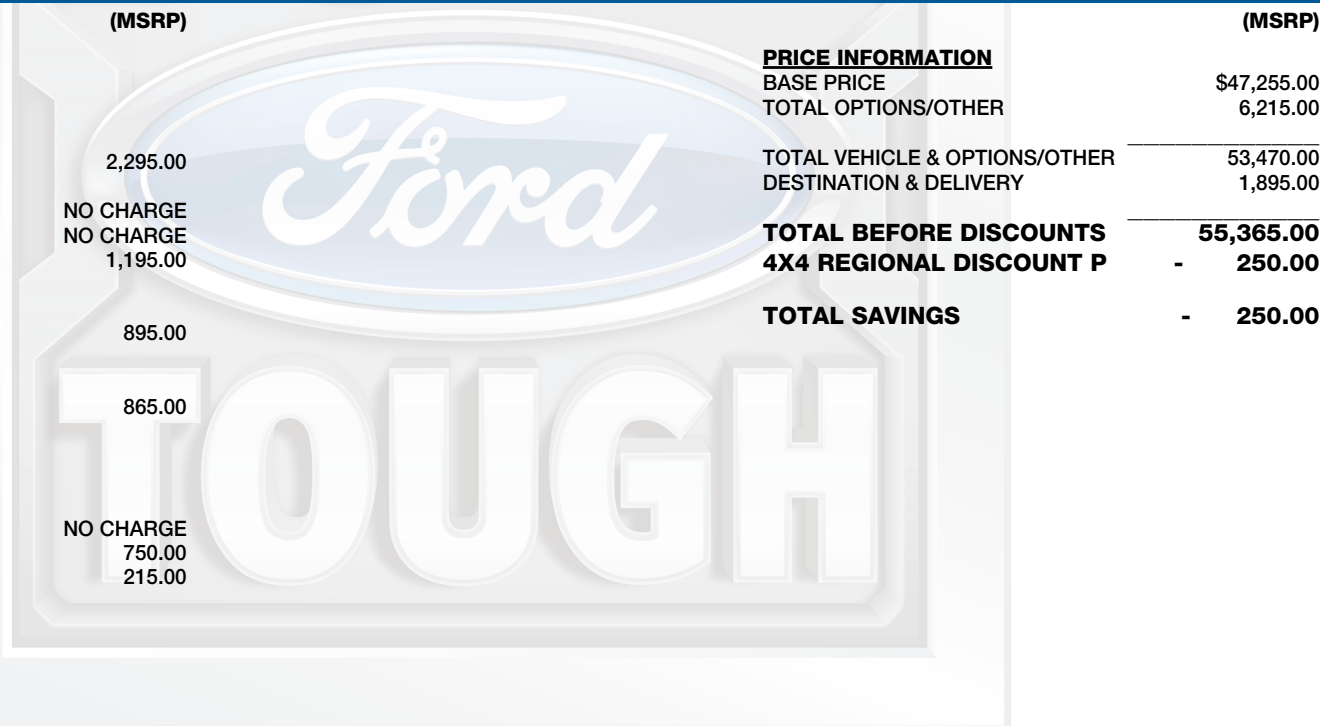 (MSRP)
2,295.00
NO CHARGE
NO CHARGE
1,195.00
895.00
865.00
NO CHARGE
750.00
215.00
Ford
TOUGH
(MSRP)
PRICE INFORMATION
BASE PRICE $47,255.00
TOTAL OPTIONS/OTHER 6,215.00
TOTAL VEHICLE & OPTIONS/OTHER 53,470.00
DESTINATION & DELIVERY 1,895.00
TOTAL BEFORE DISCOUNTS 55,365.00
4X4 REGIONAL DISCOUNT P - 250.00
TOTAL SAVINGS - 250.00